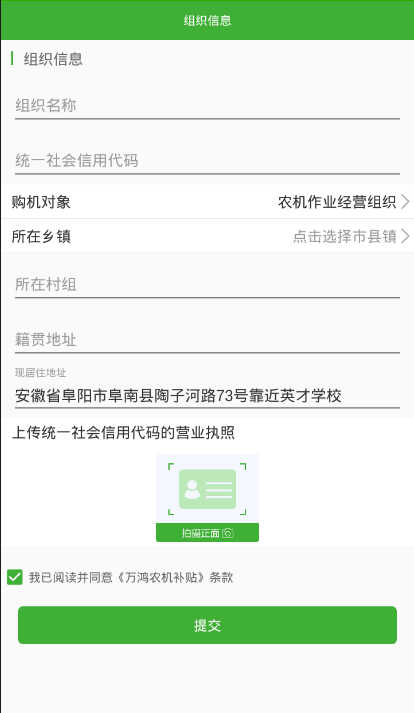 组织信息
组织信息
组织名称
统一社会信用代码
购机对象 农机作业经营组织
所在乡镇 点击选择市县镇
所在村组
籍贯地址
现居住地址
安徽省阜阳市阜南县陶子河路73号靠近英才学校
上传统一社会信用代码的营业执照
拍摄正面
我已阅读并同意《万鸿农机补贴》条款
提交